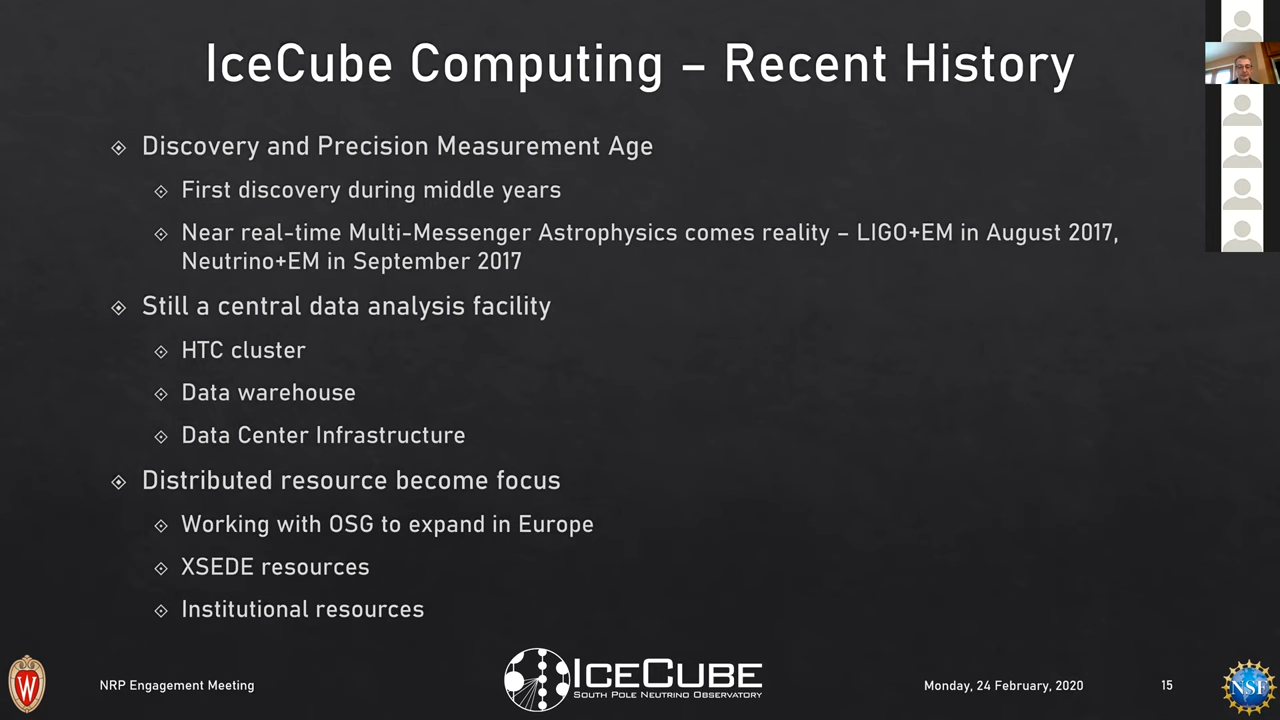 IceCube Computing – Recent History
Discovery and Precision Measurement Age
First discovery during middle years
Near real-time Multi-Messenger Astrophysics comes reality – LIGO+EM in August 2017,
Neutrino+EM in September 2017
Still a central data analysis facility
HTC cluster
Data warehouse
Data Center Infrastructure
Distributed resource become focus
Working with OSG to expand in Europe
XSEDE resources
Institutional resources
W
NRP Engagement Meeting
ICECUBE
SOUTH POLE NEUTRINO OBSERVATORY
Monday, 24 February, 2020
15
NSF